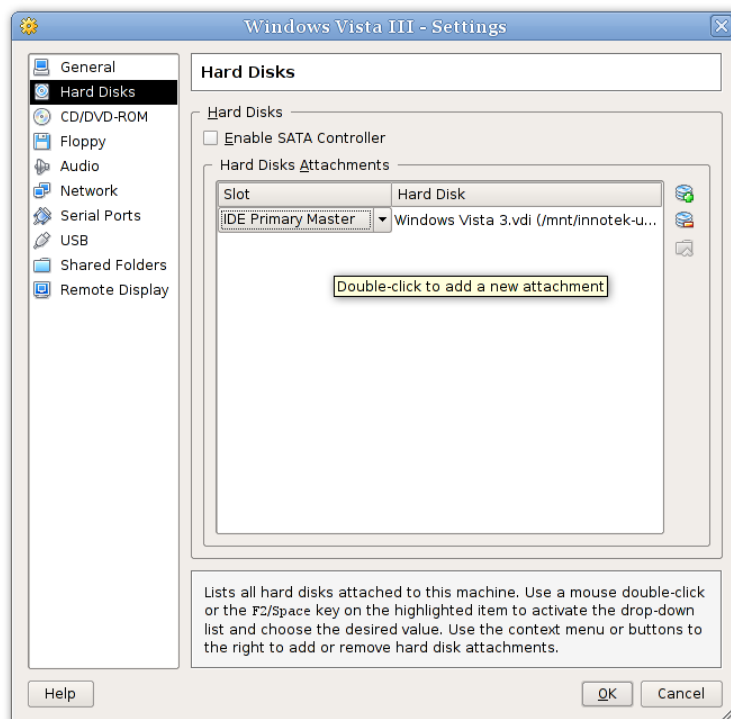 Windows Vista III - Settings
General
Hard Disks
CD/DVD-ROM
Floppy
Audio
Network
Serial Ports
USB
Shared Folders
Remote Display
Hard Disks
Hard Disks
Enable SATA Controller
Hard Disks Attachments
Slot Hard Disk
IDE Primary Master Windows Vista 3.vdi (/mnt/innotek-u...
Double-click to add a new attachment
Lists all hard disks attached to this machine. Use a mouse double-click
or the F2/Space key on the highlighted item to activate the drop-down
list and choose the desired value. Use the context menu or buttons to
the right to add or remove hard disk attachments.
Help OK Cancel